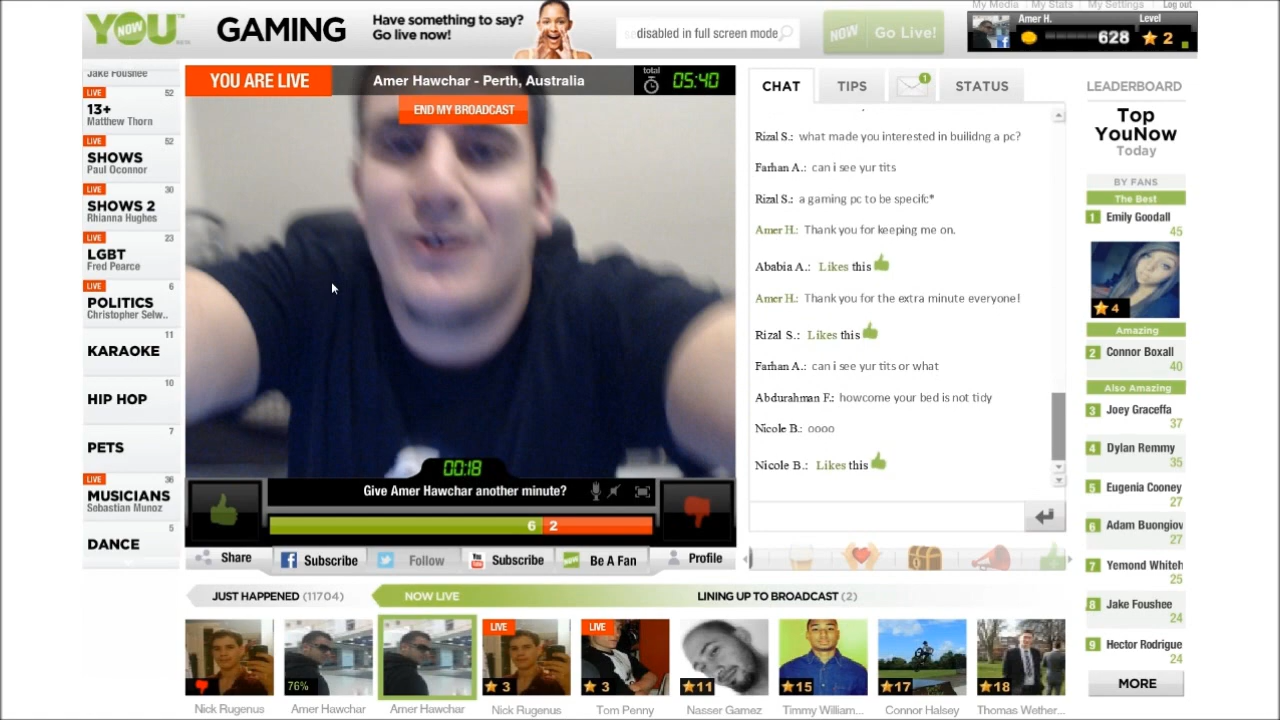 My Media My Stats My Settings Log out
YOU NOW BETA
GAMING
Have something to say?
Go live now!
disabled in full screen mode
NOW Go Live!
Amer H. Level
628 2
Jake Foushee
LIVE 52
13+
Matthew Thorn
LIVE 52
SHOWS
Paul Oconnor
LIVE 30
SHOWS 2
Rhianna Hughes
LIVE 23
LGBT
Fred Pearce
LIVE 6
POLITICS
Christopher Selw..
11
KARAOKE
10
HIP HOP
7
PETS
LIVE 36
MUSICIANS
Sebastian Munoz
5
DANCE
YOU ARE LIVE
Amer Hawchar - Perth, Australia
total 05:40
END MY BROADCAST
00:18
Give Amer Hawchar another minute?
6 2
Share
Subscribe
Follow
You Tube Subscribe
NOW Be A Fan
Profile
CHAT TIPS 1 STATUS
Rizal S.: what made you interested in builidng a pc?
Farhan A.: can i see yur tits
Rizal S.: a gaming pc to be specifc*
Amer H.: Thank you for keeping me on.
Ababia A.: Likes this
Amer H.: Thank you for the extra minute everyone!
Rizal S.: Likes this
Farhan A.: can i see yur tits or what
Abdurahman F.: howcome your bed is not tidy
Nicole B.: oooo
Nicole B.: Likes this
LEADERBOARD
Top
YouNow
Today
BY FANS
The Best
1 Emily Goodall
45
4
Amazing
2 Connor Boxall
40
Also Amazing
3 Joey Graceffa
37
4 Dylan Remmy
35
5 Eugenia Cooney
27
6 Adam Buongiov
27
7 Yemond Whiteh
25
8 Jake Foushee
24
9 Hector Rodrigue
24
MORE
JUST HAPPENED (11704)
NOW LIVE
LINING UP TO BROADCAST (2)
76% LIVE 3 LIVE 3 11 15 17 18
Nick Rugenus Amer Hawchar Amer Hawchar Nick Rugenus Tom Penny Nasser Gamez Timmy William... Connor Halsey Thomas Wether...